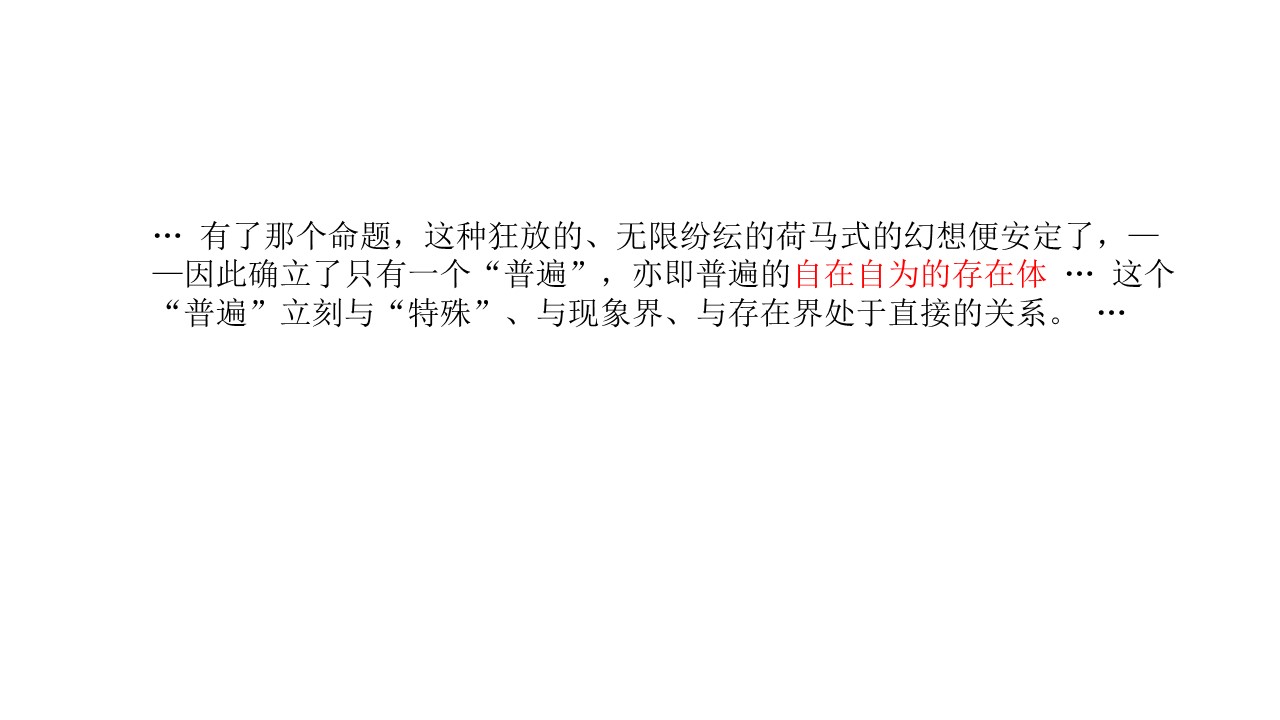 … 有了那个命题，这种狂放的、无限纷纭的荷马式的幻想便安定了，—
—因此确立了只有一个“普遍”，亦即普遍的自在自为的存在体 … 这个
“普遍”立刻与“特殊”、与现象界、与存在界处于直接的关系。 …